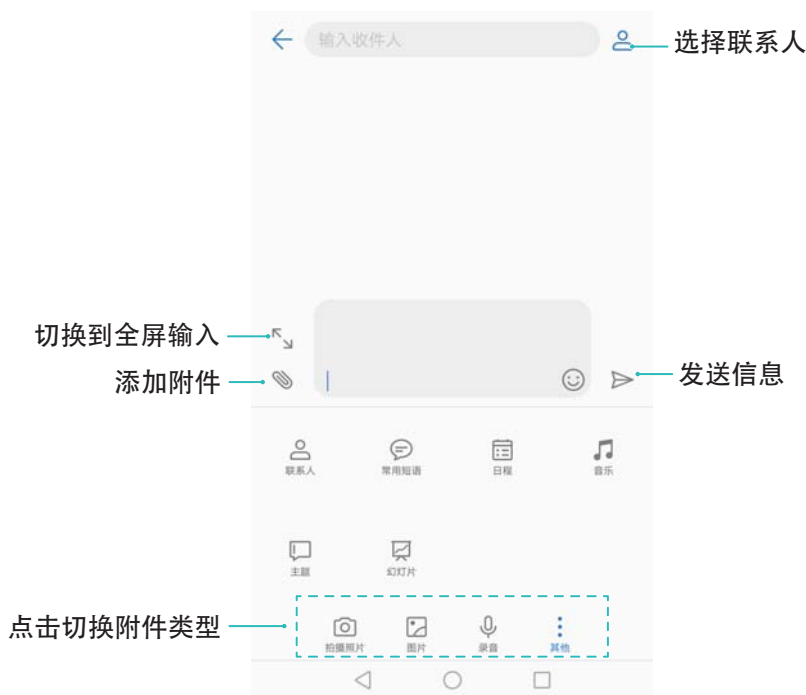 输入收件人
选择联系人
切换到全屏输入
添加附件
发送信息
联系人
常用短语
日程
音乐
主题
幻灯片
点击切换附件类型
拍摄照片
图片
录音
其他